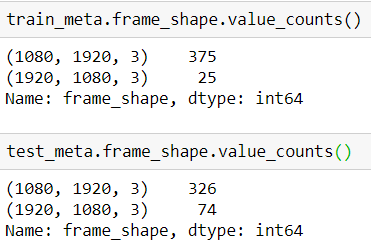 train_meta.frame_shape.value_counts()
(1080, 1920, 3)    375
(1920, 1080, 3)     25
Name: frame_shape, dtype: int64
test_meta.frame_shape.value_counts()
(1080, 1920, 3)    326
(1920, 1080, 3)     74
Name: frame_shape, dtype: int64